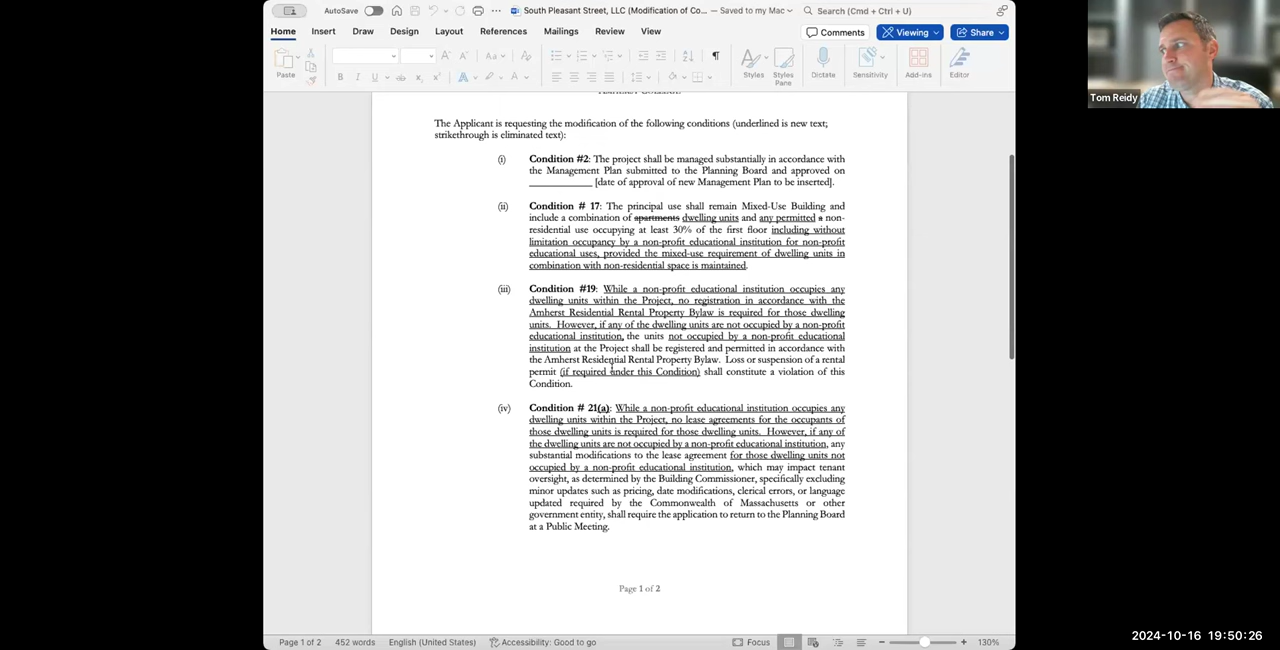 AutoSave
South Pleasant Street, LLC (Modification of Co... — Saved to my Mac
Search (Cmd + Ctrl + U)
Home Insert Draw Design Layout References Mailings Review View
Comments Viewing Share
Paste
Styles
Styles Pane
Dictate
Sensitivity
Add-ins
Editor
Tom Reidy
The Applicant is requesting the modification of the following conditions (underlined is new text;
strikethrough is eliminated text):
(i) Condition #2: The project shall be managed substantially in accordance with
the Management Plan submitted to the Planning Board and approved on
____________ [date of approval of new Management Plan to be inserted].
(ii) Condition # 17: The principal use shall remain Mixed-Use Building and
include a combination of apartments dwelling units and any permitted a non-
residential use occupying at least 30% of the first floor including without
limitation occupancy by a non-profit educational institution for non-profit
educational uses, provided the mixed-use requirement of dwelling units in
combination with non-residential space is maintained.
(iii) Condition #19: While a non-profit educational institution occupies any
dwelling units within the Project, no registration in accordance with the
Amherst Residential Rental Property Bylaw is required for those dwelling
units. However, if any of the dwelling units are not occupied by a non-profit
educational institution, the units not occupied by a non-profit educational
institution at the Project shall be registered and permitted in accordance with
the Amherst Residential Rental Property Bylaw. Loss or suspension of a rental
permit (if required under this Condition) shall constitute a violation of this
Condition.
(iv) Condition # 21(a): While a non-profit educational institution occupies any
dwelling units within the Project, no lease agreements for the occupants of
those dwelling units is required for those dwelling units. However, if any of
the dwelling units are not occupied by a non-profit educational institution, any
substantial modifications to the lease agreement for those dwelling units not
occupied by a non-profit educational institution, which may impact tenant
oversight, as determined by the Building Commissioner, specifically excluding
minor updates such as pricing, date modifications, clerical errors, or language
updated required by the Commonwealth of Massachusetts or other
government entity, shall require the application to return to the Planning Board
at a Public Meeting.
Page 1 of 2
Page 1 of 2 452 words English (United States) Accessibility: Good to go Focus 130%
2024-10-16 19:50:26